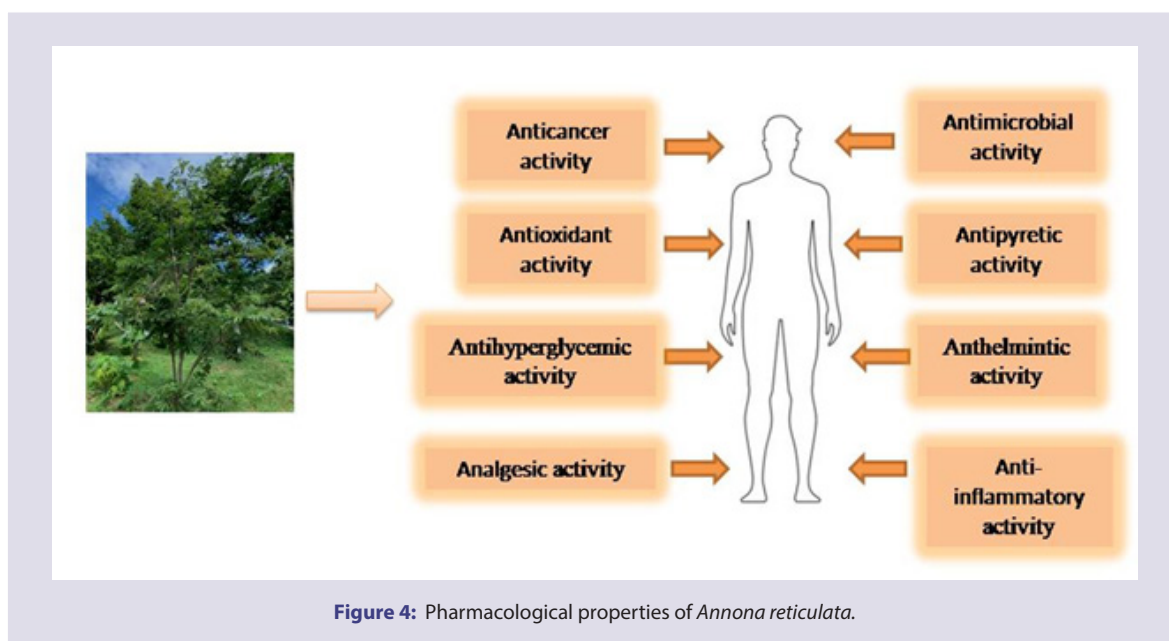 Anticancer
activity
Antimicrobial
activity
Antioxidant
activity
Antipyretic
activity
Antihyperglycemic
activity
Anthelmintic
activity
Analgesic activity
Anti-
inflammatory
activity
Figure 4: Pharmacological properties of Annona reticulata.